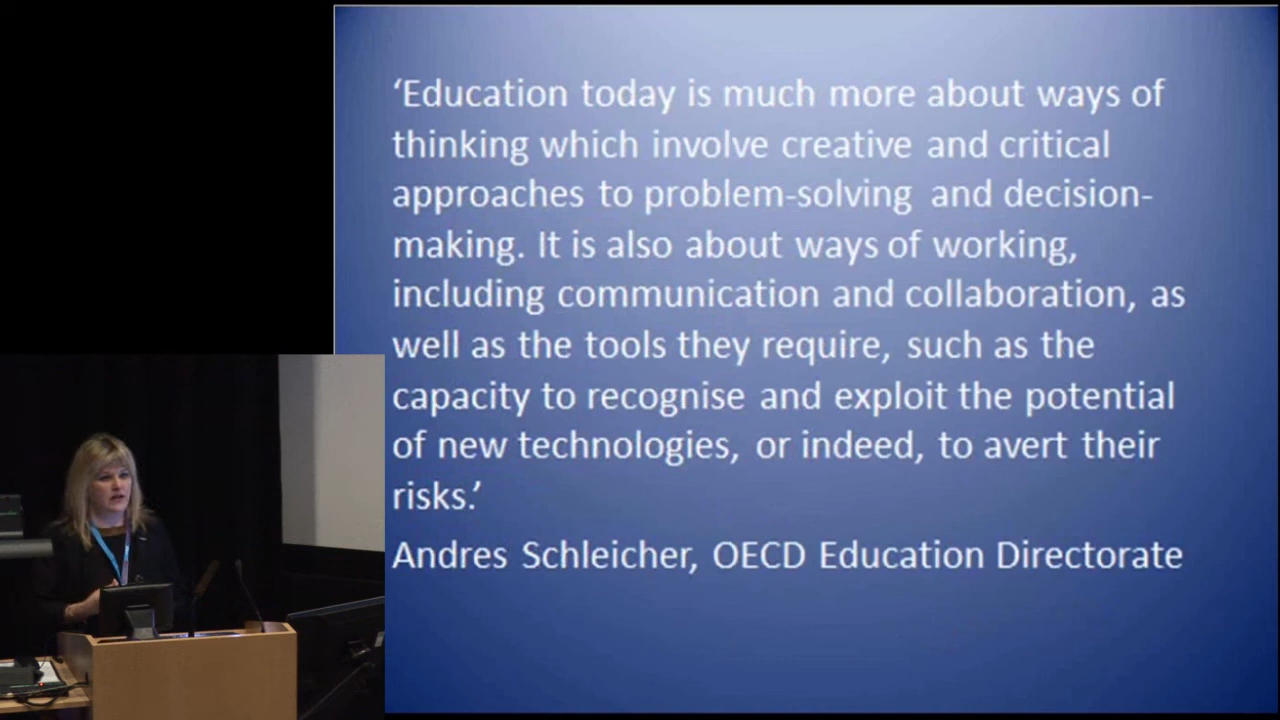 ‘Education today is much more about ways of
thinking which involve creative and critical
approaches to problem-solving and decision-
making. It is also about ways of working,
including communication and collaboration, as
well as the tools they require, such as the
capacity to recognise and exploit the potential
of new technologies, or indeed, to avert their
risks.’
Andres Schleicher, OECD Education Directorate